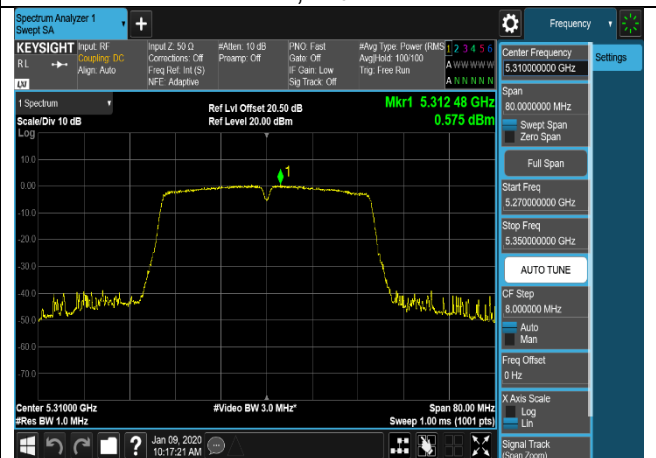 Spectrum Analyzer 1
Swept SA
Frequency
KEYSIGHT
RL
LXI
Input: RF
Coupling: DC
Align: Auto
Input Z: 50 Ω
Corrections: Off
Freq Ref: Int (S)
NFE: Adaptive
#Atten: 10 dB
Preamp: Off
PNO: Fast
Gate: Off
IF Gain: Low
Sig Track: Off
#Avg Type: Power (RMS
Avg|Hold: 100/100
Trig: Free Run
1 2 3 4 5 6
A W W W W W
A N N N N N
1 Spectrum
Scale/Div 10 dB
Log
Ref Lvl Offset 20.50 dB
Ref Level 20.00 dBm
Mkr1 5.312 48 GHz
0.575 dBm
1
10.0
0.00
-10.0
-20.0
-30.0
-40.0
-50.0
-60.0
-70.0
Center 5.31000 GHz
#Res BW 1.0 MHz
#Video BW 3.0 MHz*
Span 80.00 MHz
Sweep 1.00 ms (1001 pts)
Jan 09, 2020
10:17:21 AM
Center Frequency
5.310000000 GHz
Settings
Span
80.0000000 MHz
Swept Span
Zero Span
Full Span
Start Freq
5.270000000 GHz
Stop Freq
5.350000000 GHz
AUTO TUNE
CF Step
8.000000 MHz
Auto
Man
Freq Offset
0 Hz
X Axis Scale
Log
Lin
Signal Track
(Span Zoom)